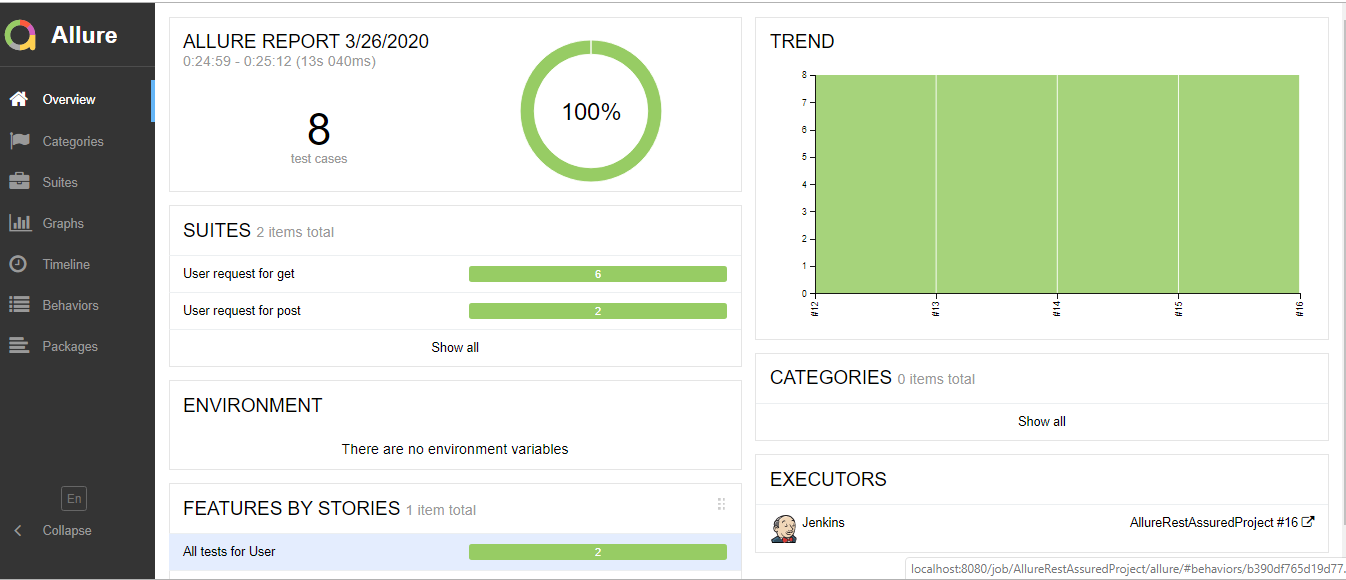 Allure
Overview
Categories
Suites
Graphs
Timeline
Behaviors
Packages
En
Collapse
ALLURE REPORT 3/26/2020
0:24:59 - 0:25:12 (13s 040ms)
8
test cases
100%
SUITES 2 items total
User request for get 6
User request for post 2
Show all
ENVIRONMENT
There are no environment variables
FEATURES BY STORIES 1 item total
All tests for User 2
TREND
8
7
6
5
4
3
2
1
0
#12 #13 #14 #15 #16
CATEGORIES 0 items total
Show all
EXECUTORS
Jenkins AllureRestAssuredProject #16
localhost:8080/job/AllureRestAssuredProject/allure/#behaviors/b390df765d19d77...